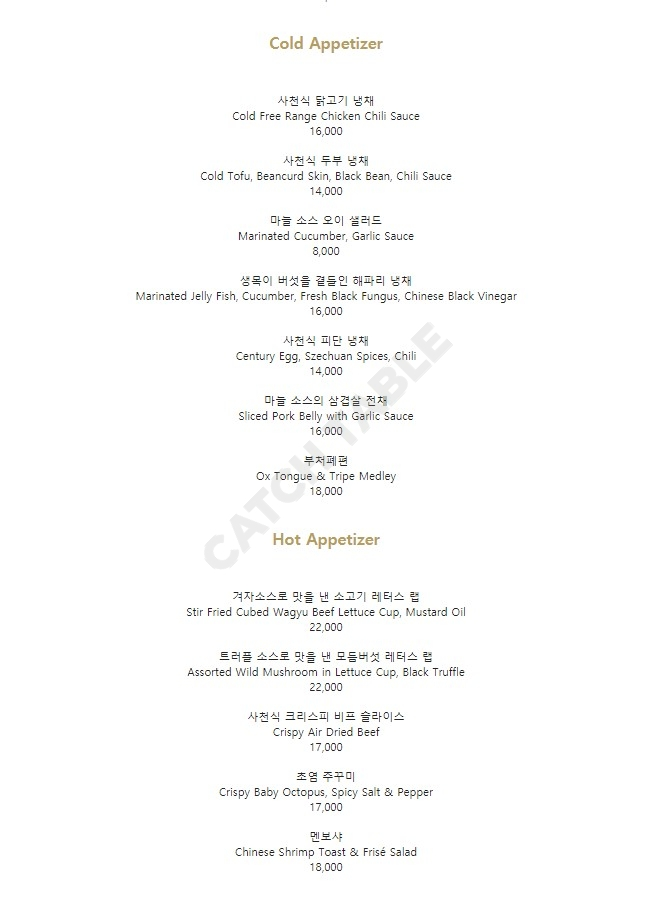 Cold Appetizer
사천식 닭고기 냉채
Cold Free Range Chicken Chili Sauce
16,000
사천식 두부 냉채
Cold Tofu, Beancurd Skin, Black Bean, Chili Sauce
14,000
마늘 소스 오이 샐러드
Marinated Cucumber, Garlic Sauce
8,000
생목이 버섯을 곁들인 해파리 냉채
Marinated Jelly Fish, Cucumber, Fresh Black Fungus, Chinese Black Vinegar
16,000
사천식 피단 냉채
Century Egg, Szechuan Spices, Chili
14,000
마늘 소스의 삼겹살 전채
Sliced Pork Belly with Garlic Sauce
16,000
부처폐편
Ox Tongue & Tripe Medley
18,000
CATCH TABLE
Hot Appetizer
겨자소스로 맛을 낸 소고기 레터스 랩
Stir Fried Cubed Wagyu Beef Lettuce Cup, Mustard Oil
22,000
트러플 소스로 맛을 낸 모듬버섯 레터스 랩
Assorted Wild Mushroom in Lettuce Cup, Black Truffle
22,000
사천식 크리스피 비프 슬라이스
Crispy Air Dried Beef
17,000
초염 주꾸미
Crispy Baby Octopus, Spicy Salt & Pepper
17,000
멘보샤
Chinese Shrimp Toast & Frisé Salad
18,000